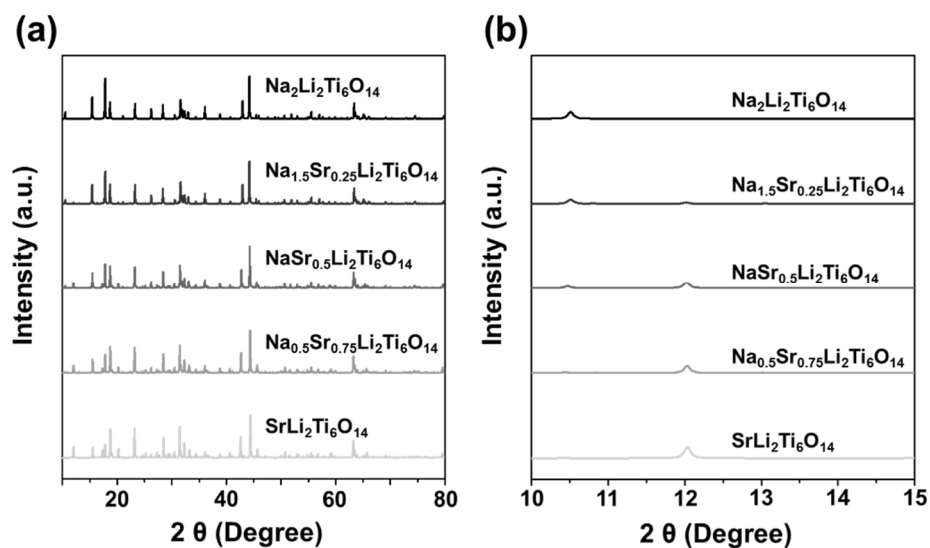 (a)
Intensity (a.u.)
Na₂Li₂Ti₆O₁₄
Na₁.₅Sr₀.₂₅Li₂Ti₆O₁₄
NaSr₀.₅Li₂Ti₆O₁₄
Na₀.₅Sr₀.₇₅Li₂Ti₆O₁₄
SrLi₂Ti₆O₁₄
20 40 60 80
2 θ (Degree)
(b)
Intensity (a.u.)
Na₂Li₂Ti₆O₁₄
Na₁.₅Sr₀.₂₅Li₂Ti₆O₁₄
NaSr₀.₅Li₂Ti₆O₁₄
Na₀.₅Sr₀.₇₅Li₂Ti₆O₁₄
SrLi₂Ti₆O₁₄
10 11 12 13 14 15
2 θ (Degree)